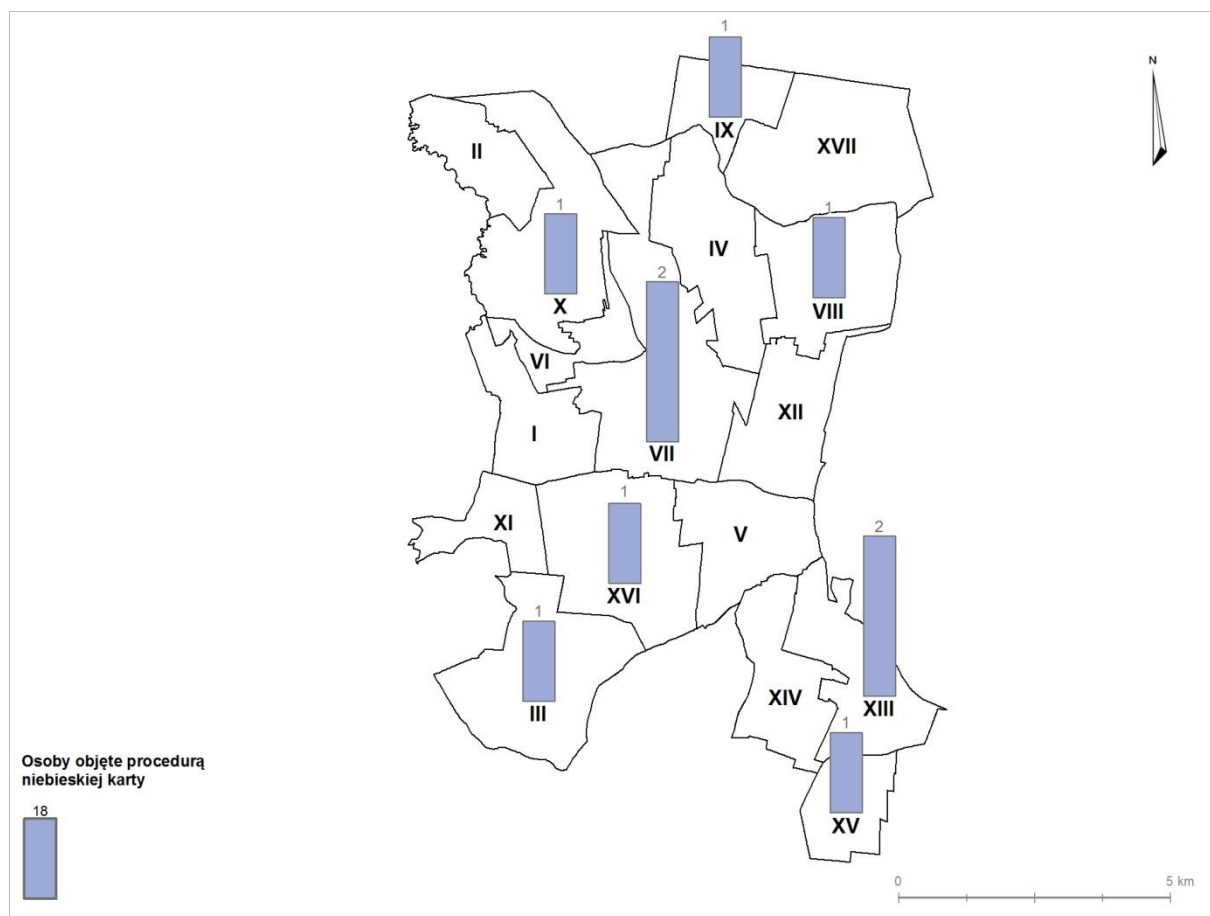 1
N
IX
XVII
II
1
1
IV
2
X
VIII
VI
XII
I
VII
1
XI
V
2
XVI
1
XIV
XIII
III
1
Osoby objęte procedurą
niebieskiej karty
18
XV
0
5 km